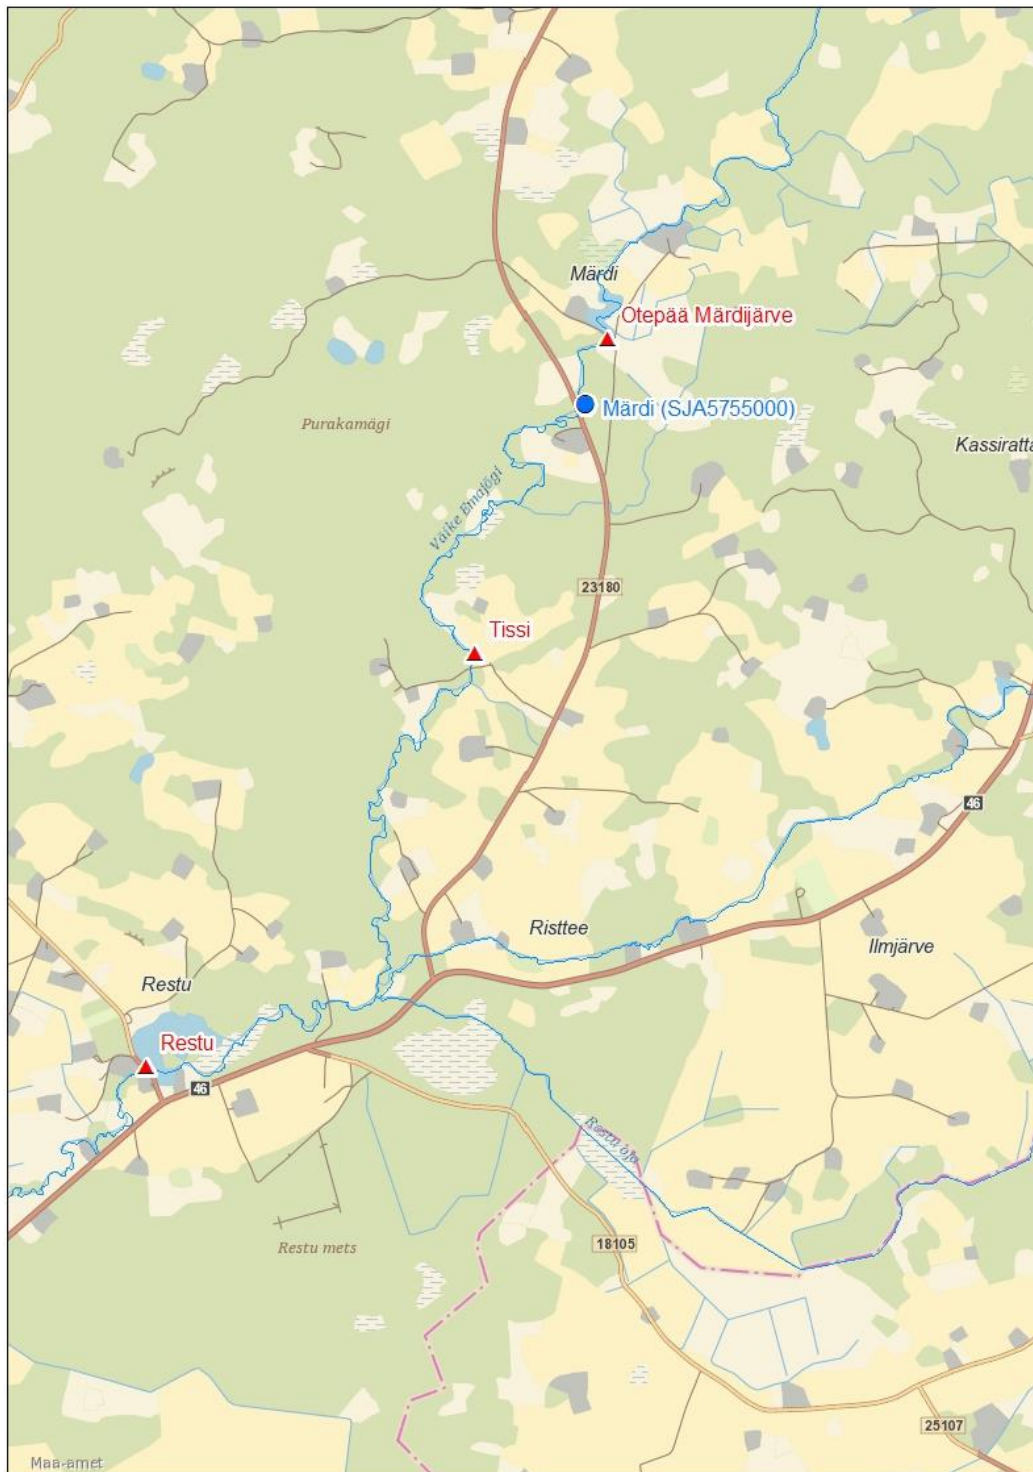 Märdi
Otepää Märdijärve
Märdi (SJA5755000)
Purakamägi
Kassiratta
Väike Emajõgi
23180
Tissi
46
Risttee
Ilmjärve
Restu
Restu
46
Restu oja
18105
Restu mets
25107
Maa-amet